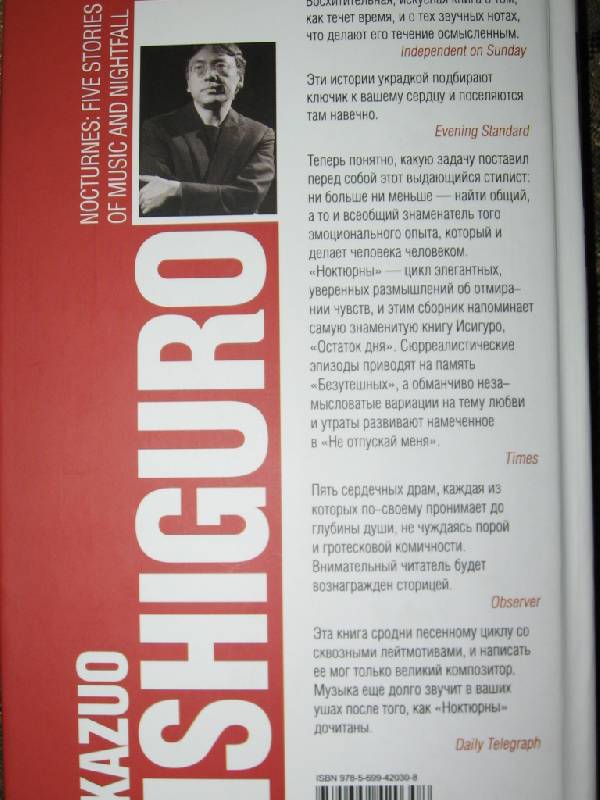 NOCTURNES: FIVE STORIES
OF MUSIC AND NIGHTFALL
KAZUO
ISHIGURO
Восхитительная, искусная книга о том,
как течет время, и о тех звучных нотах,
что делают его течение осмысленным.
Independent on Sunday
Эти истории украдкой подбирают
ключик к вашему сердцу и поселяются
там навечно.
Evening Standard
Теперь понятно, какую задачу поставил
перед собой этот выдающийся стилист:
ни больше ни меньше — найти общий,
а то и всеобщий знаменатель того
эмоционального опыта, который и
делает человека человеком.
«Ноктюрны» — цикл элегантных,
уверенных размышлений об отмира–
нии чувств, и этим сборник напоминает
самую знаменитую книгу Исигуро,
«Остаток дня». Сюрреалистические
эпизоды приводят на память
«Безутешных», а обманчиво неза–
мысловатые вариации на тему любви
и утраты развивают намеченное
в «Не отпускай меня».
Times
Пять сердечных драм, каждая из
которых по–своему пронимает до
глубины души, не чуждаясь порой
и гротесковой комичности.
Внимательный читатель будет
вознагражден сторицей.
Observer
Эта книга сродни песенному циклу со
сквозными лейтмотивами, и написать
ее мог только великий композитор.
Музыка еще долго звучит в ваших
ушах после того, как «Ноктюрны»
дочитаны.
Daily Telegraph
ISBN 978-5-699-42030-8